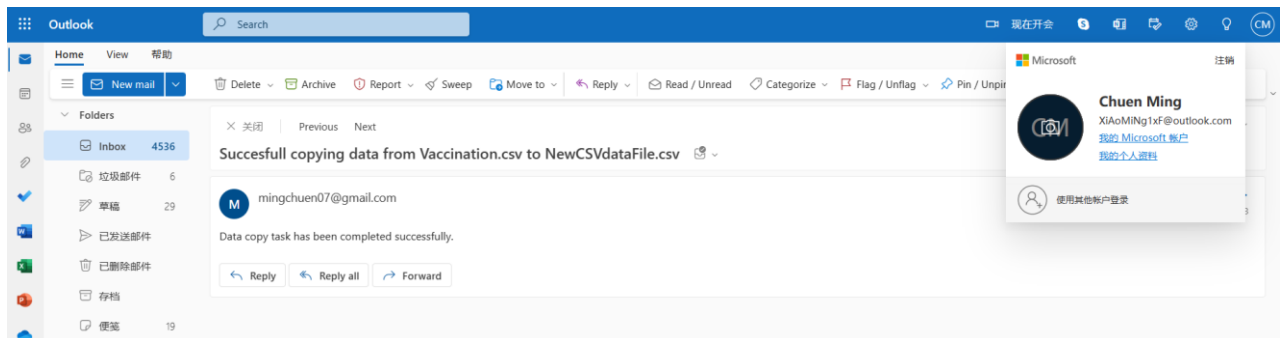 Outlook
Search
现在开会
CM
Home View 帮助
New mail
Delete Archive Report Sweep Move to Reply Read / Unread Categorize Flag / Unflag Pin / Unpin
Folders
Inbox 4536
垃圾邮件 6
草稿 29
已发送邮件
已删除邮件
存档
便笺 19
关闭 Previous Next
Succesfull copying data from Vaccination.csv to NewCSVdataFile.csv
M
mingchuen07@gmail.com
Data copy task has been completed successfully.
Reply Reply all Forward
Microsoft 注销
Chuen Ming
XiAoMiNg1xF@outlook.com
我的 Microsoft 帐户
我的个人资料
使用其他帐户登录